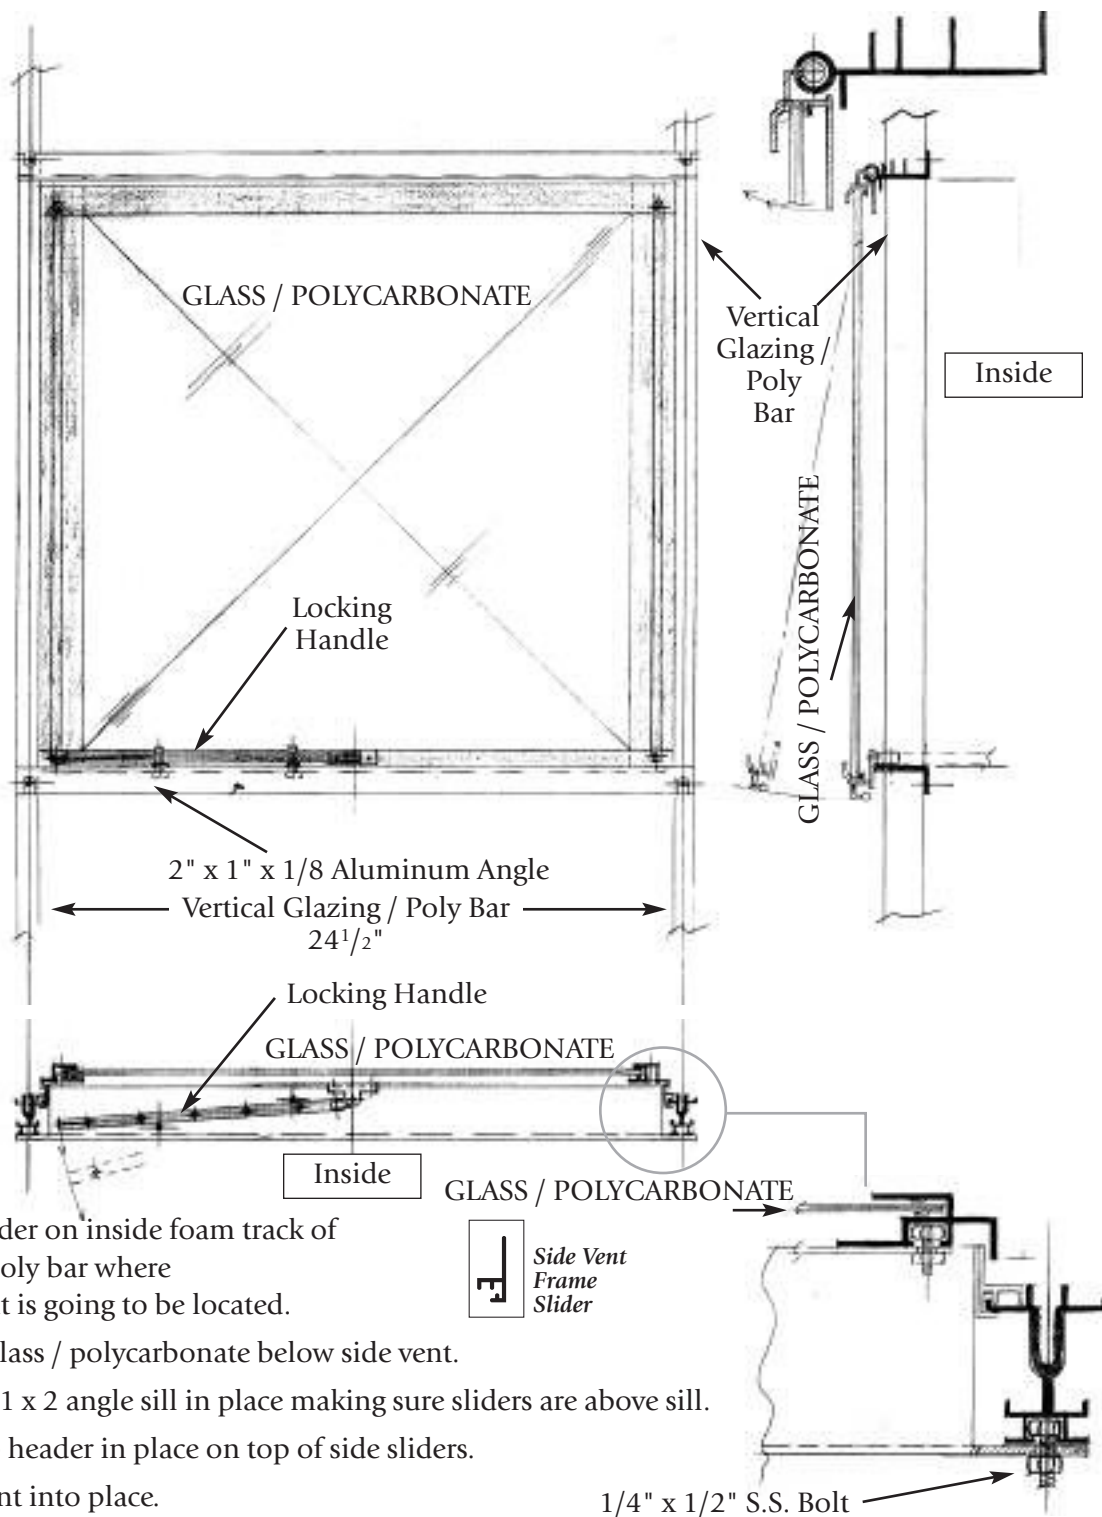 GLASS / POLYCARBONATE
Vertical
Glazing /
Poly
Bar
Inside
GLASS / POLYCARBONATE
Locking
Handle
2" x 1" x 1/8 Aluminum Angle
Vertical Glazing / Poly Bar
24 1/2"
Locking Handle
GLASS / POLYCARBONATE
Inside
GLASS / POLYCARBONATE
Side Vent
Frame
Slider
der on inside foam track of
oly bar where
t is going to be located.
lass / polycarbonate below side vent.
1 x 2 angle sill in place making sure sliders are above sill.
header in place on top of side sliders.
nt into place.
1/4" x 1/2" S.S. Bolt